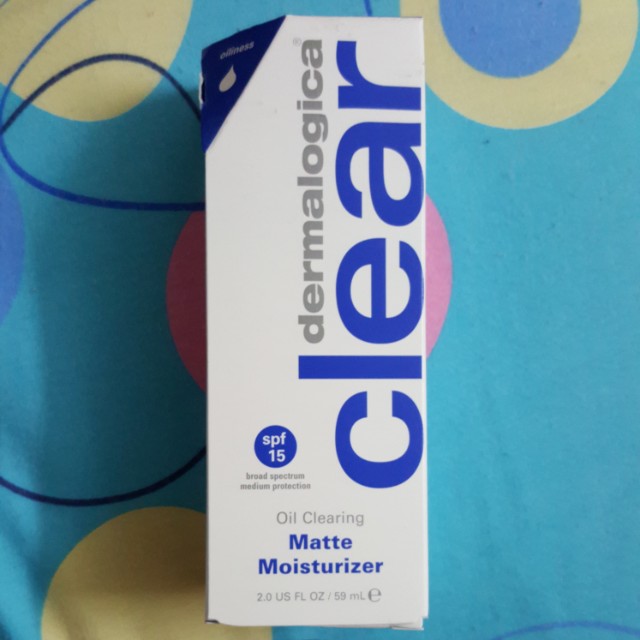 oiliness
dermalogica®
clear
spf
15
broad spectrum
medium protection
Oil Clearing
Matte
Moisturizer
2.0 US FL OZ / 59 mL ℮